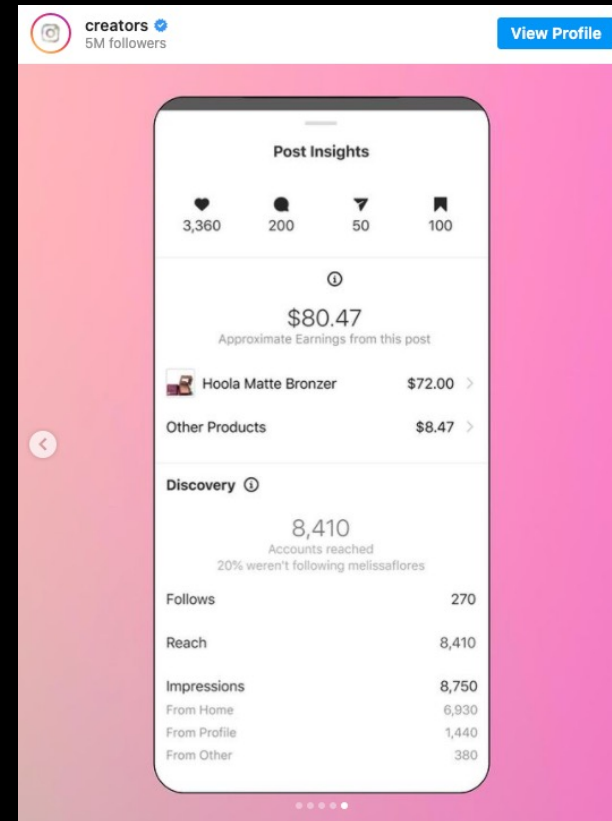 creators
5M followers
View Profile
Post Insights
3,360 200 50 100
$80.47
Approximate Earnings from this post
Hoola Matte Bronzer $72.00
Other Products $8.47
Discovery
8,410
Accounts reached
20% weren't following melissaflores
Follows 270
Reach 8,410
Impressions 8,750
From Home 6,930
From Profile 1,440
From Other 380